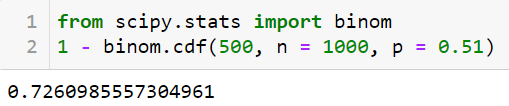 1 from scipy.stats import binom
2 1 - binom.cdf(500, n = 1000, p = 0.51)
0.7260985557304961